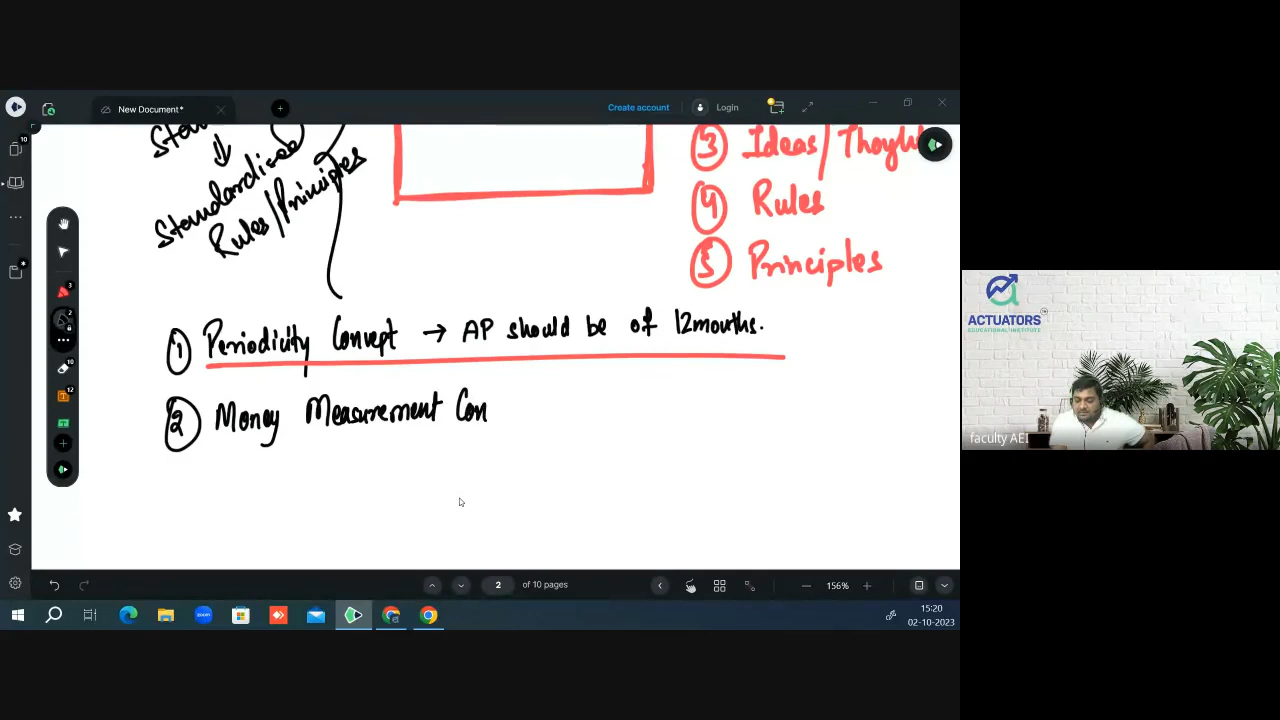 New Document*
Create account
Login
Standardised
Rules/Principles
3 Ideas/
4 Rules
5 Principles
1 Periodicity Concept → AP should be of 12 months.
2 Money Measurement Con
ACTUATORS
EDUCATIONAL INSTITUTE
faculty AEI
2 of 10 pages
156%
15:20
02-10-2023